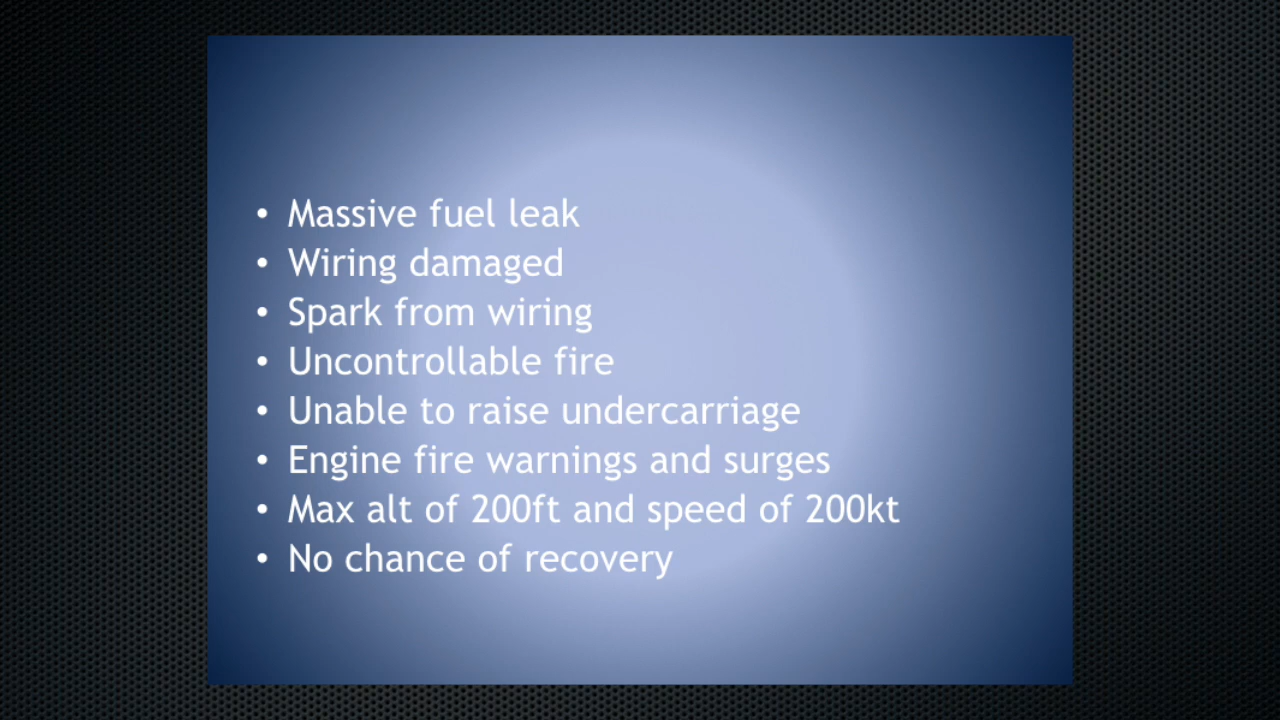 • Massive fuel leak
• Wiring damaged
• Spark from wiring
• Uncontrollable fire
• Unable to raise undercarriage
• Engine fire warnings and surges
• Max alt of 200ft and speed of 200kt
• No chance of recovery